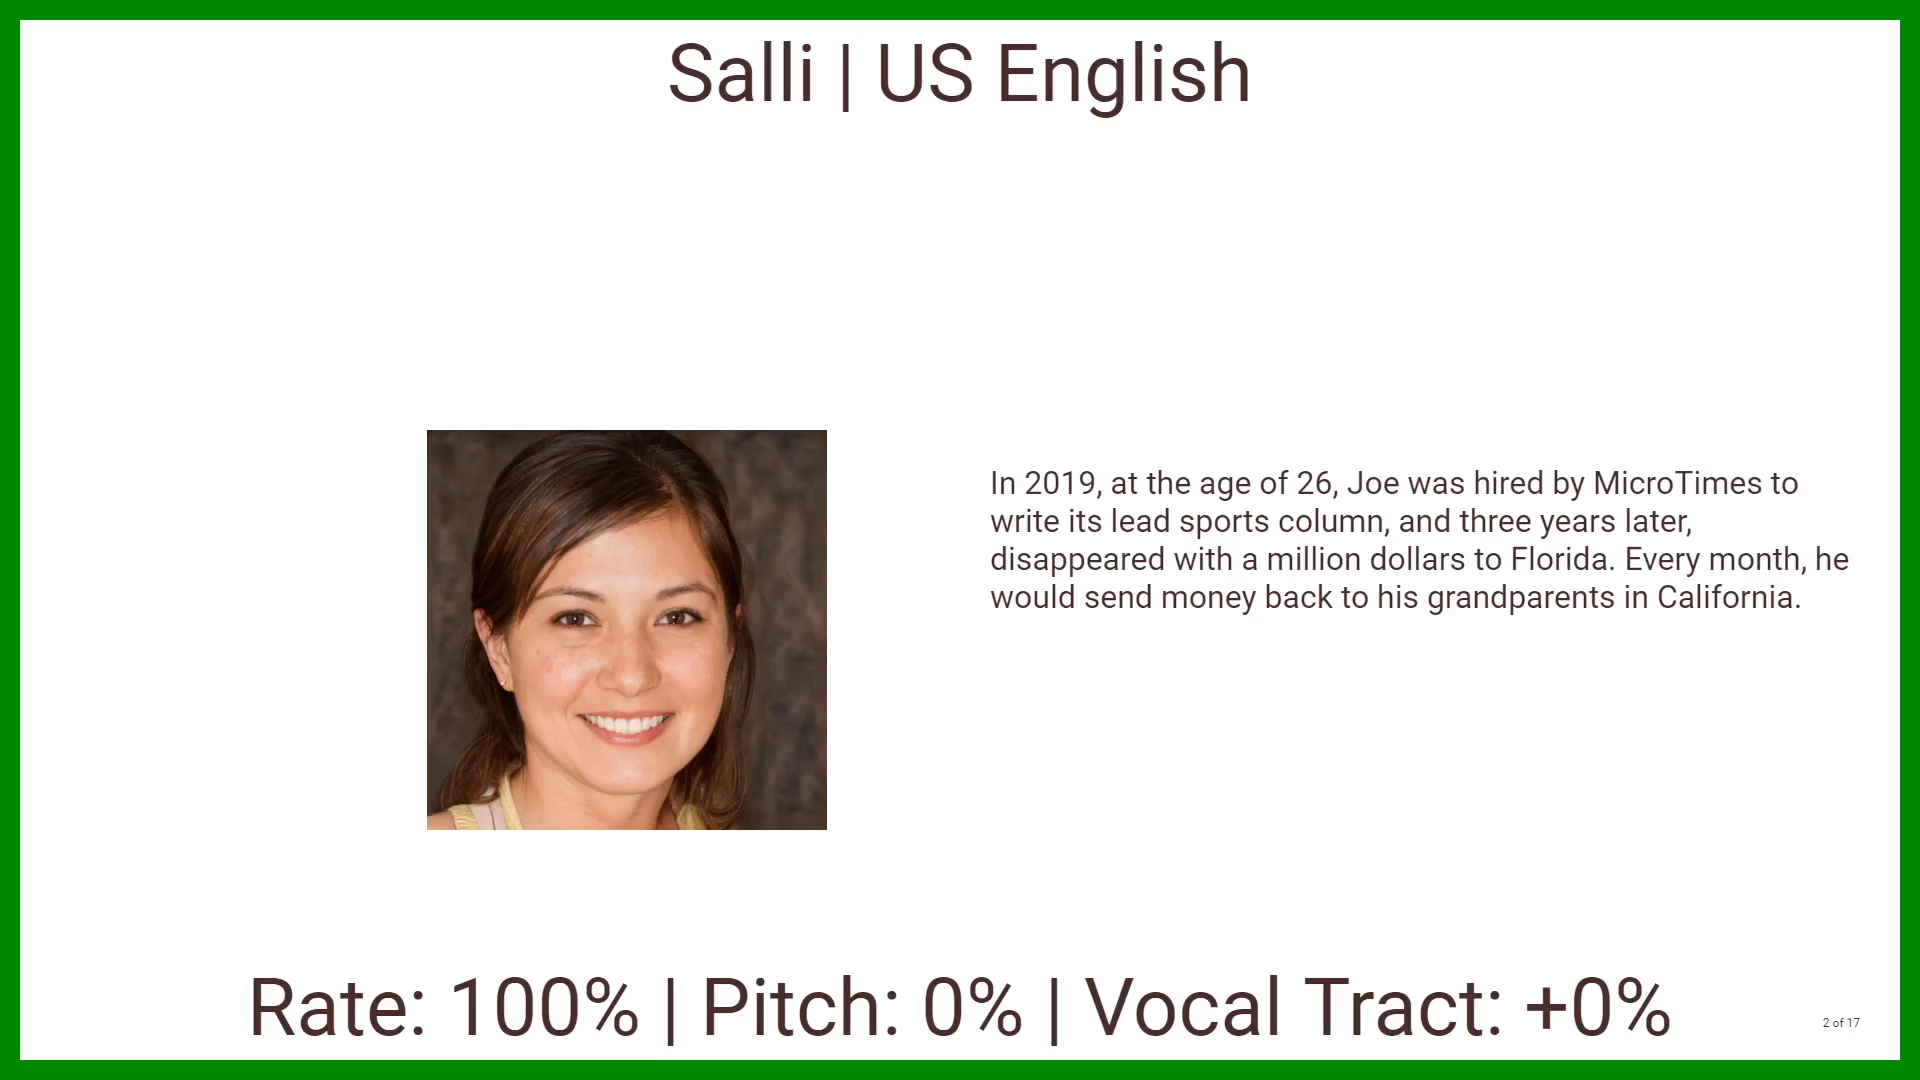 Salli | US English
In 2019, at the age of 26, Joe was hired by MicroTimes to
write its lead sports column, and three years later,
disappeared with a million dollars to Florida. Every month, he
would send money back to his grandparents in California.
Rate: 100% | Pitch: 0% | Vocal Tract: +0%
2 of 17